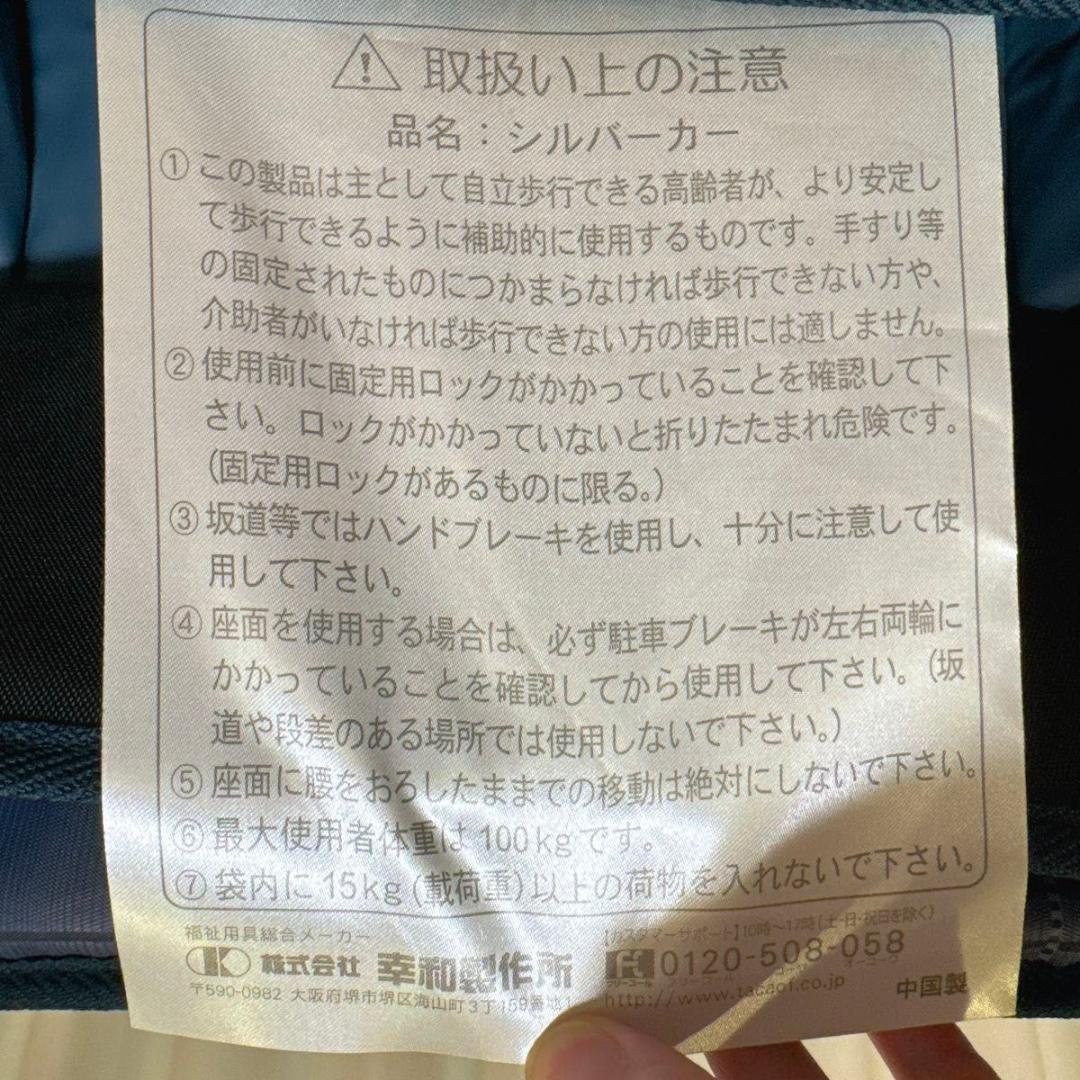 取扱い上の注意
品名：シルバーカー
①この製品は主として自立歩行できる高齢者が、より安定し
て歩行できるように補助的に使用するものです。手すり等
の固定されたものにつかまらなければ歩行できない方や、
介助者がいなければ歩行できない方の使用には適しません。
②使用前に固定用ロックがかかっていることを確認して下
さい。ロックがかかっていないと折りたたまれ危険です。
(固定用ロックがあるものに限る。)
③坂道等ではハンドブレーキを使用し、十分に注意して使
用して下さい。
④座面を使用する場合は、必ず駐車ブレーキが左右両輪に
かかっていることを確認してから使用して下さい。(坂
道や段差のある場所では使用しないで下さい。)
⑤座面に腰をおろしたままでの移動は絶対にしないで下さい。
⑥最大使用者体重は100kgです。
⑦袋内に15kg(載荷重)以上の荷物を入れないで下さい。
福祉用具総合メーカー
株式会社 幸和製作所
〒590-0982 大阪府堺市堺区海山町3丁159番地1
【カスタマーサポート】10時～17時(土・日・祝日を除く)
フリーコール 0120-508-058
http://www.tacaof.co.jp
中国製